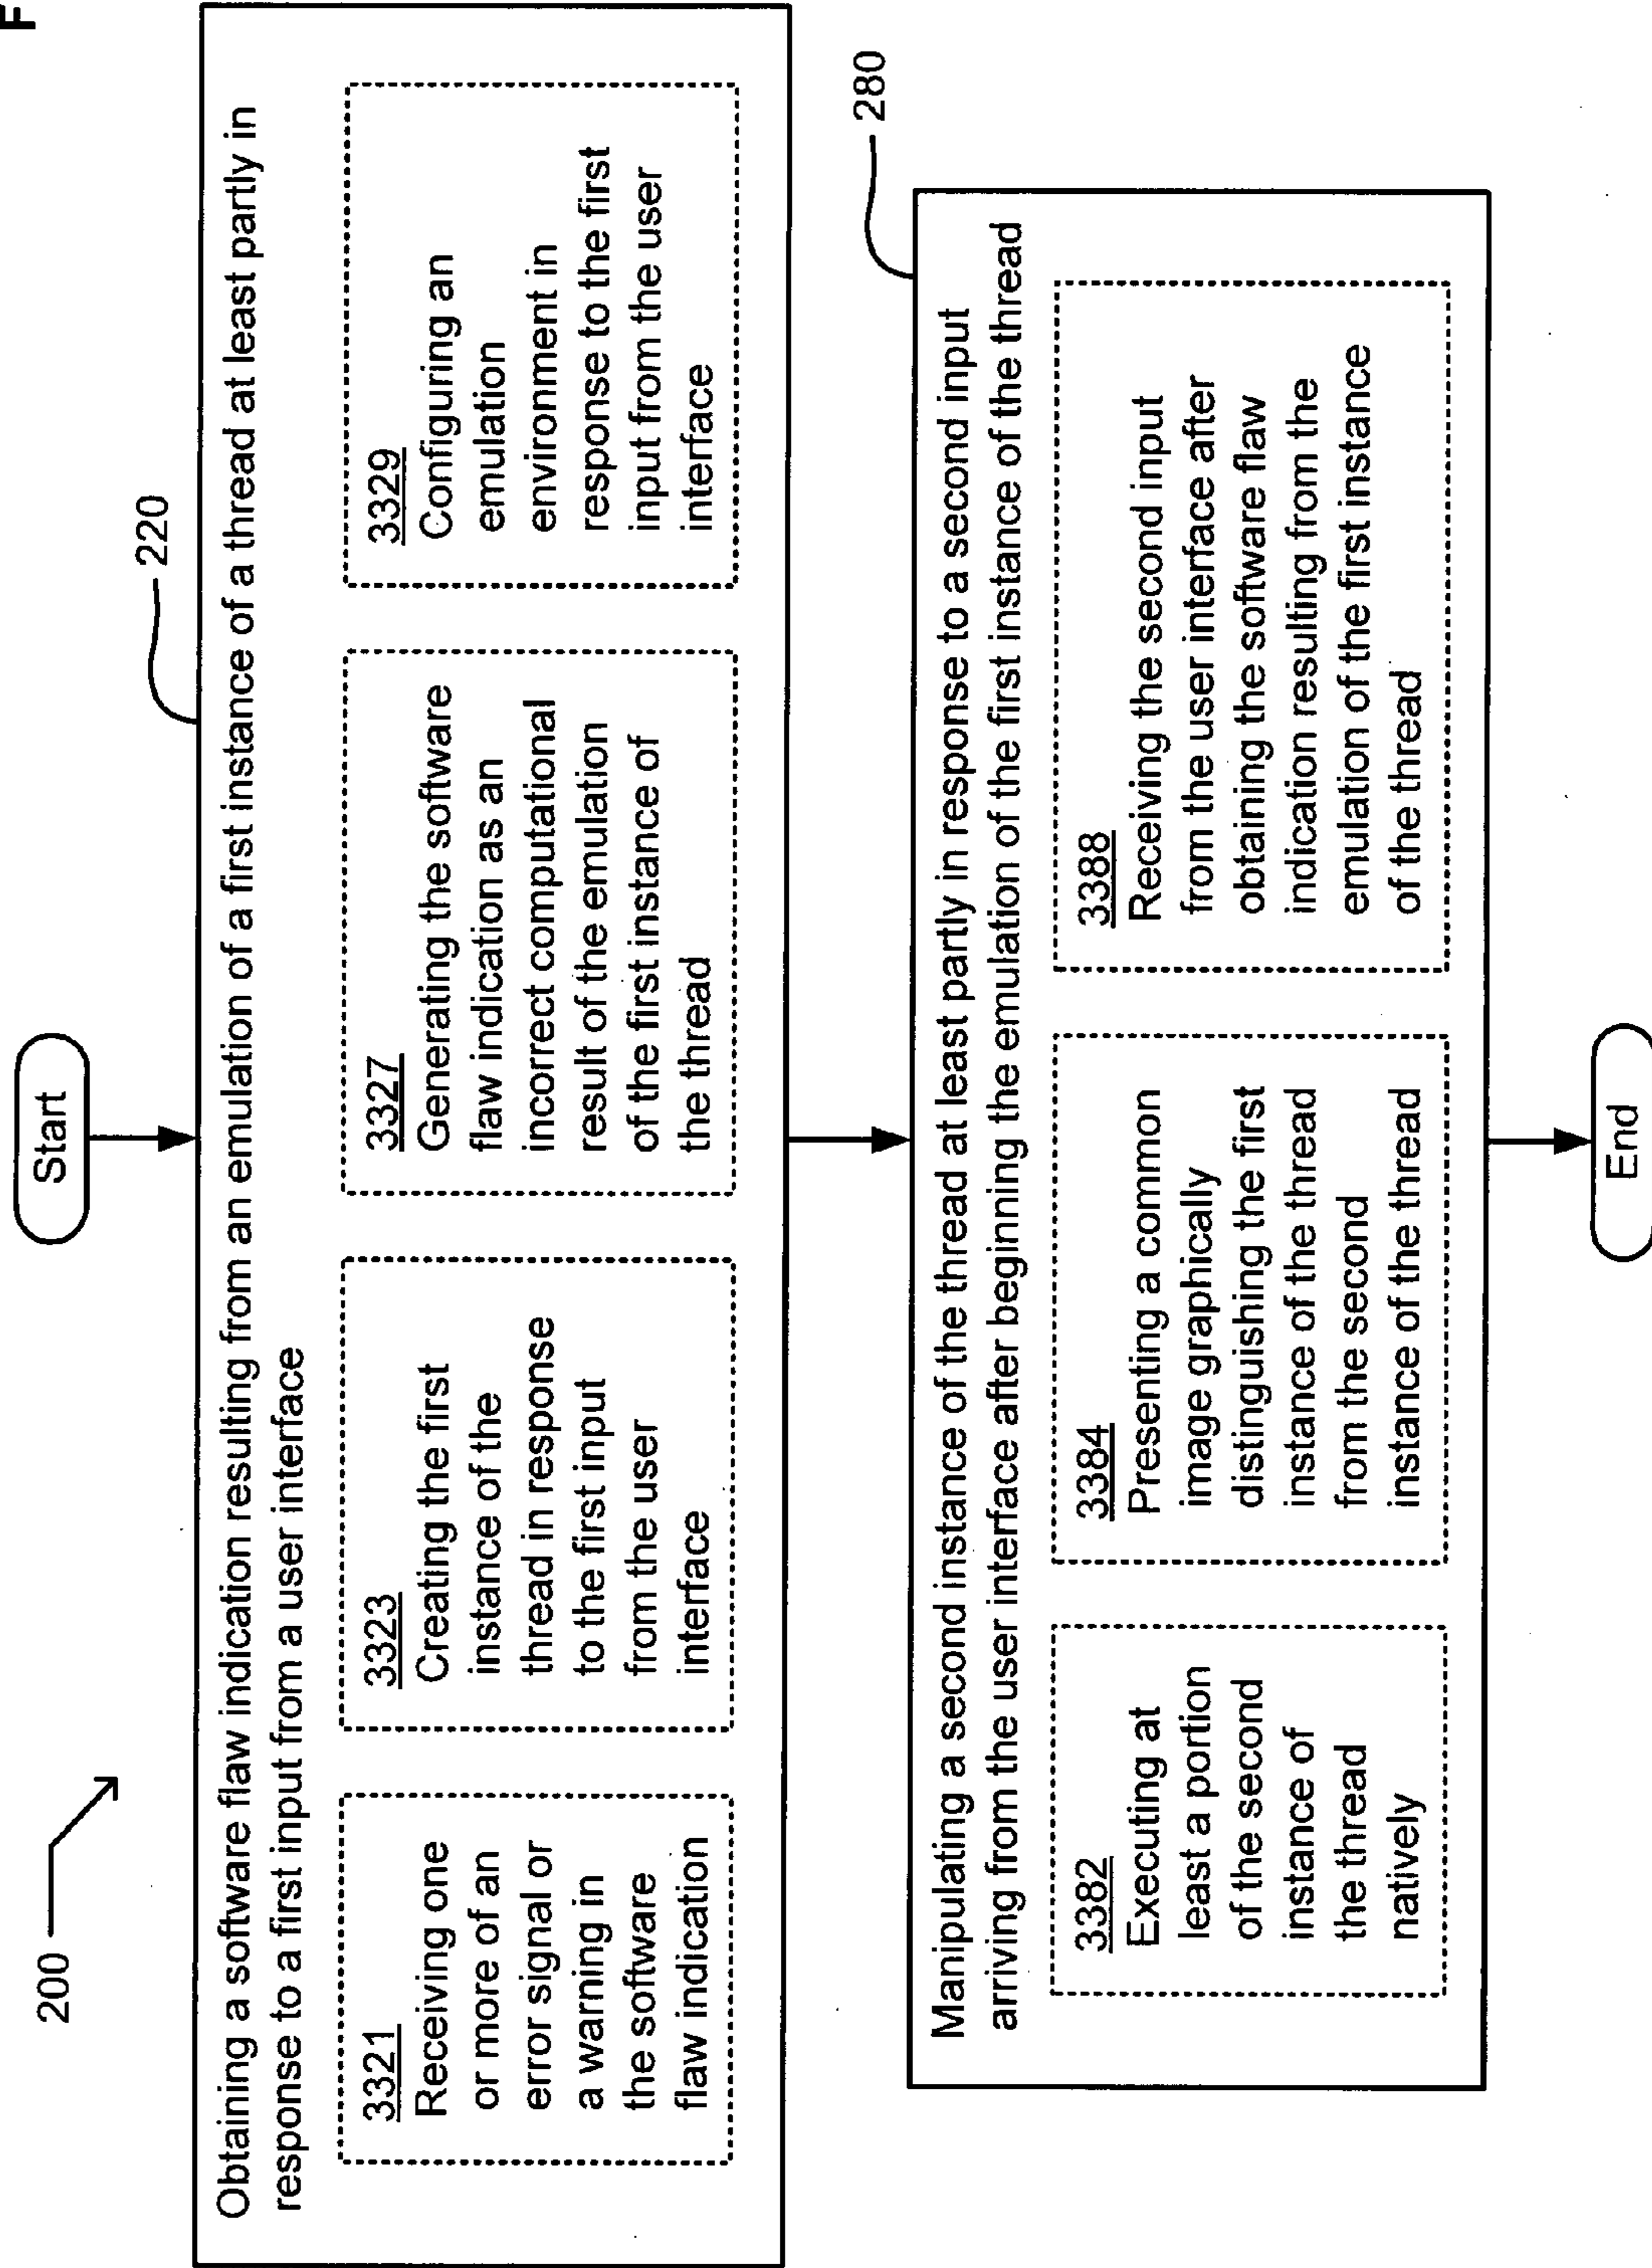 F
200
Start
220
Obtaining a software flaw indication resulting from an emulation of a first instance of a thread at least partly in
response to a first input from a user interface
3321
Receiving one
or more of an
error signal or
a warning in
the software
flaw indication
3323
Creating the first
instance of the
thread in response
to the first input
from the user
interface
3327
Generating the software
flaw indication as an
incorrect computational
result of the emulation
of the first instance of
the thread
3329
Configuring an
emulation
environment in
response to the first
input from the user
interface
280
Manipulating a second instance of the thread at least partly in response to a second input
arriving from the user interface after beginning the emulation of the first instance of the thread
3382
Executing at
least a portion
of the second
instance of
the thread
natively
3384
Presenting a common
image graphically
distinguishing the first
instance of the thread
from the second
instance of the thread
3388
Receiving the second input
from the user interface after
obtaining the software flaw
indication resulting from the
emulation of the first instance
of the thread
End